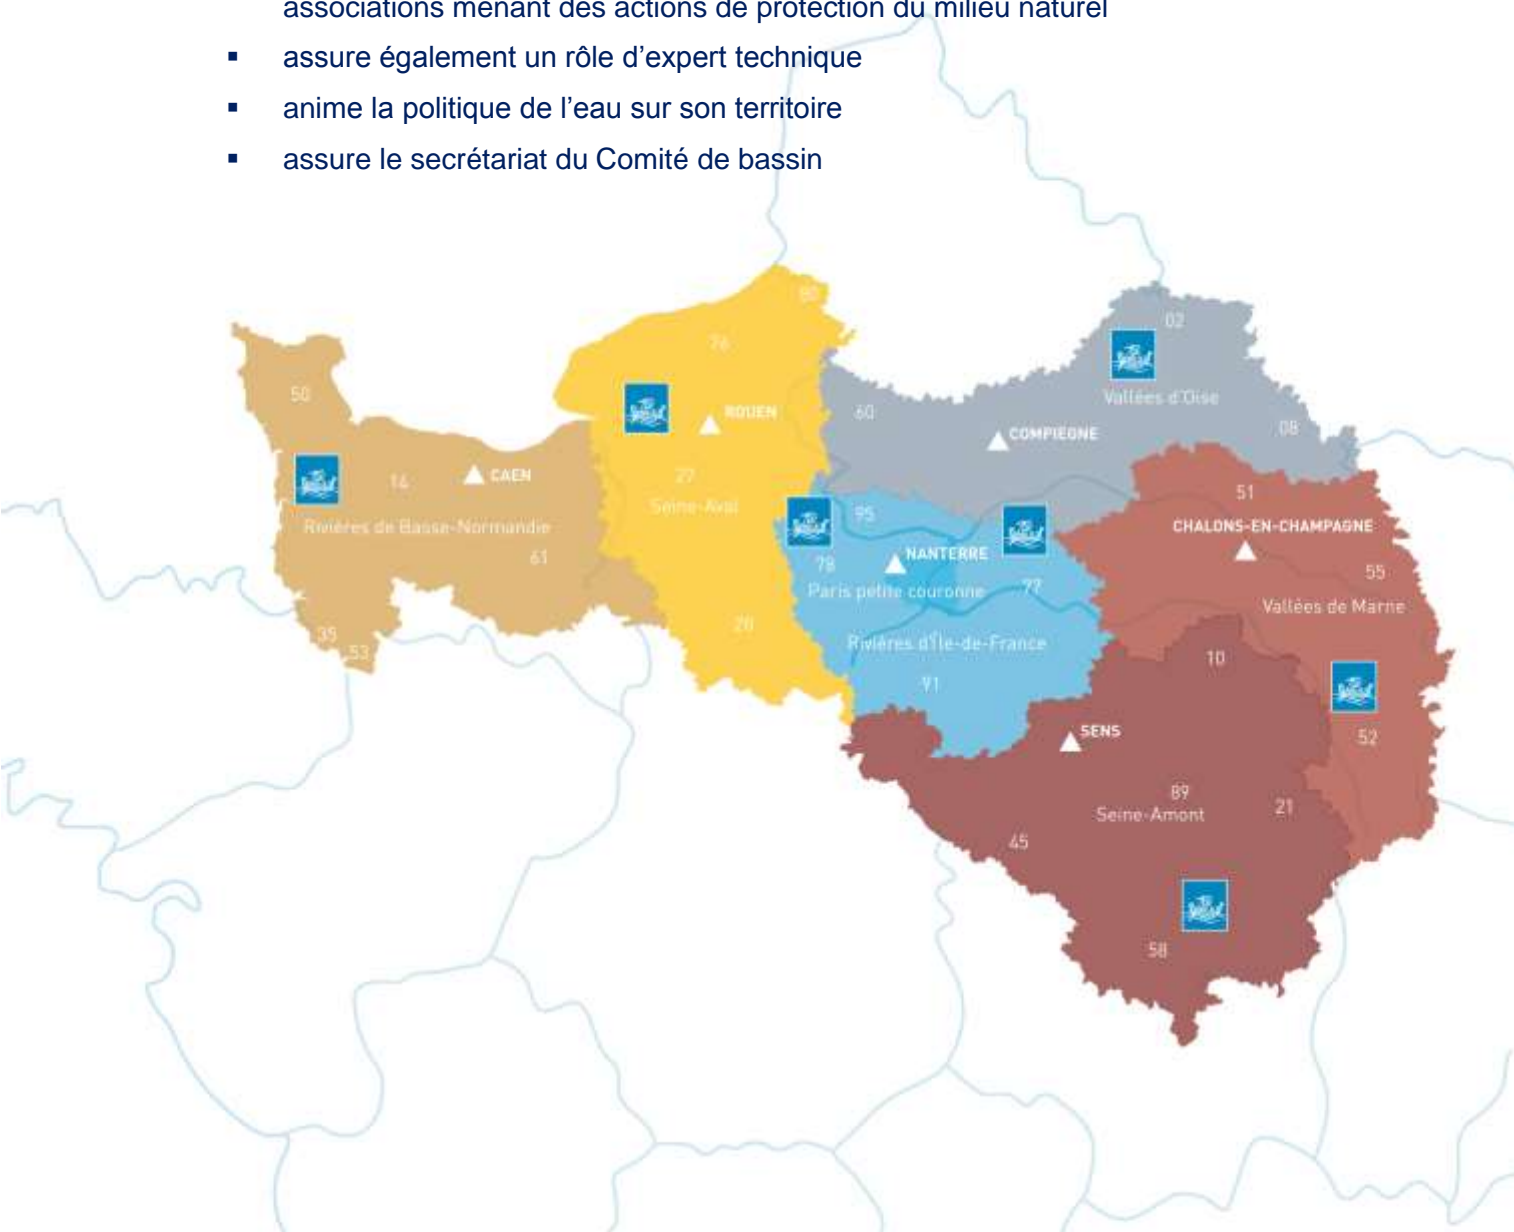 associations menant des actions de protection du milieu naturel
▪ assure également un rôle d’expert technique
▪ anime la politique de l’eau sur son territoire
▪ assure le secrétariat du Comité de bassin
80
02
76
50
Vallées d'Oise
60
ROUEN
08
COMPIEGNE
CAEN
14
27
51
Seine-Aval
95
Rivières de Basse-Normandie
CHALONS-EN-CHAMPAGNE
61
NANTERRE
78
55
Paris petite couronne
77
Vallées de Marne
28
35
Rivières d'Île-de-France
53
10
91
SENS
52
89
21
Seine-Amont
45
58